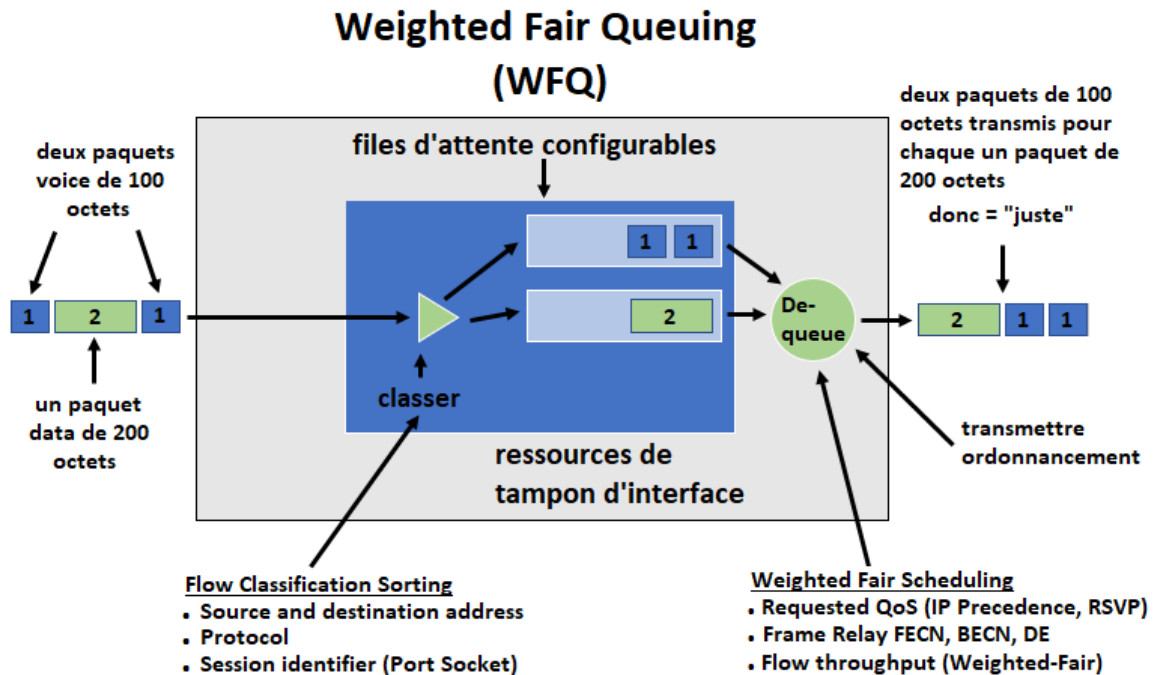 Weighted Fair Queuing
(WFQ)
deux paquets
voice de 100
octets
files d'attente configurables
deux paquets de 100
octets transmis pour
chaque un paquet de
200 octets
donc = "juste"
1 2 1
1 1
2
De-
queue
2 1 1
classer
un paquet
data de 200
octets
ressources de
tampon d'interface
transmettre
ordonnancement
Flow Classification Sorting
• Source and destination address
• Protocol
• Session identifier (Port Socket)
Weighted Fair Scheduling
• Requested QoS (IP Precedence, RSVP)
• Frame Relay FECN, BECN, DE
• Flow throughput (Weighted-Fair)